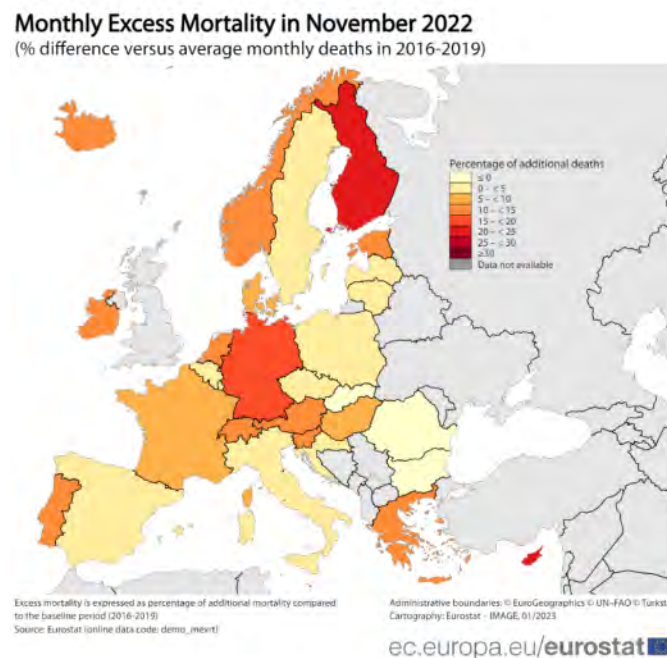 Monthly Excess Mortality in November 2022
(% difference versus average monthly deaths in 2016-2019)
Percentage of additional deaths
≤ 0
0 – < 5
5 – < 10
10 – < 15
15 – < 20
20 – < 25
25 – < 30
≥30
Data not available
Excess mortality is expressed as percentage of additional mortality compared
to the baseline period (2016-2019)
Source: Eurostat (online data code: demo_mexrt)
Administrative boundaries: © EuroGeographics © UN–FAO © Turkst
Cartography: Eurostat – IMAGE, 01/2023
ec.europa.eu/eurostat